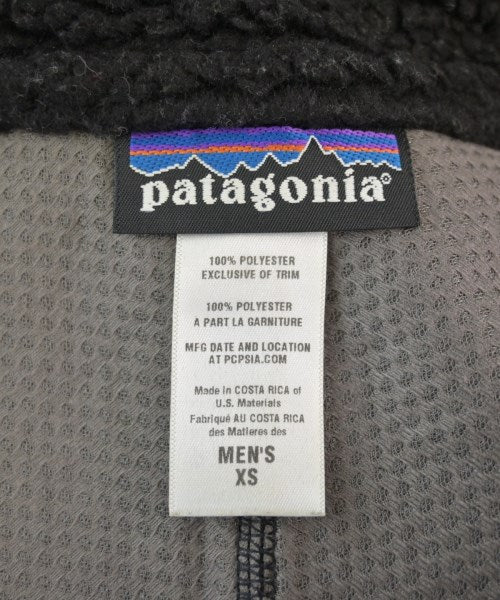 patagonia®
100% POLYESTER
EXCLUSIVE OF TRIM
100% POLYESTER
À PART LA GARNITURE
MFG DATE AND LOCATION
AT PCPSIA.COM
Made in COSTA RICA of
U.S. Materials
Fabriqué AU COSTA RICA
des Matieres des
MEN'S
XS